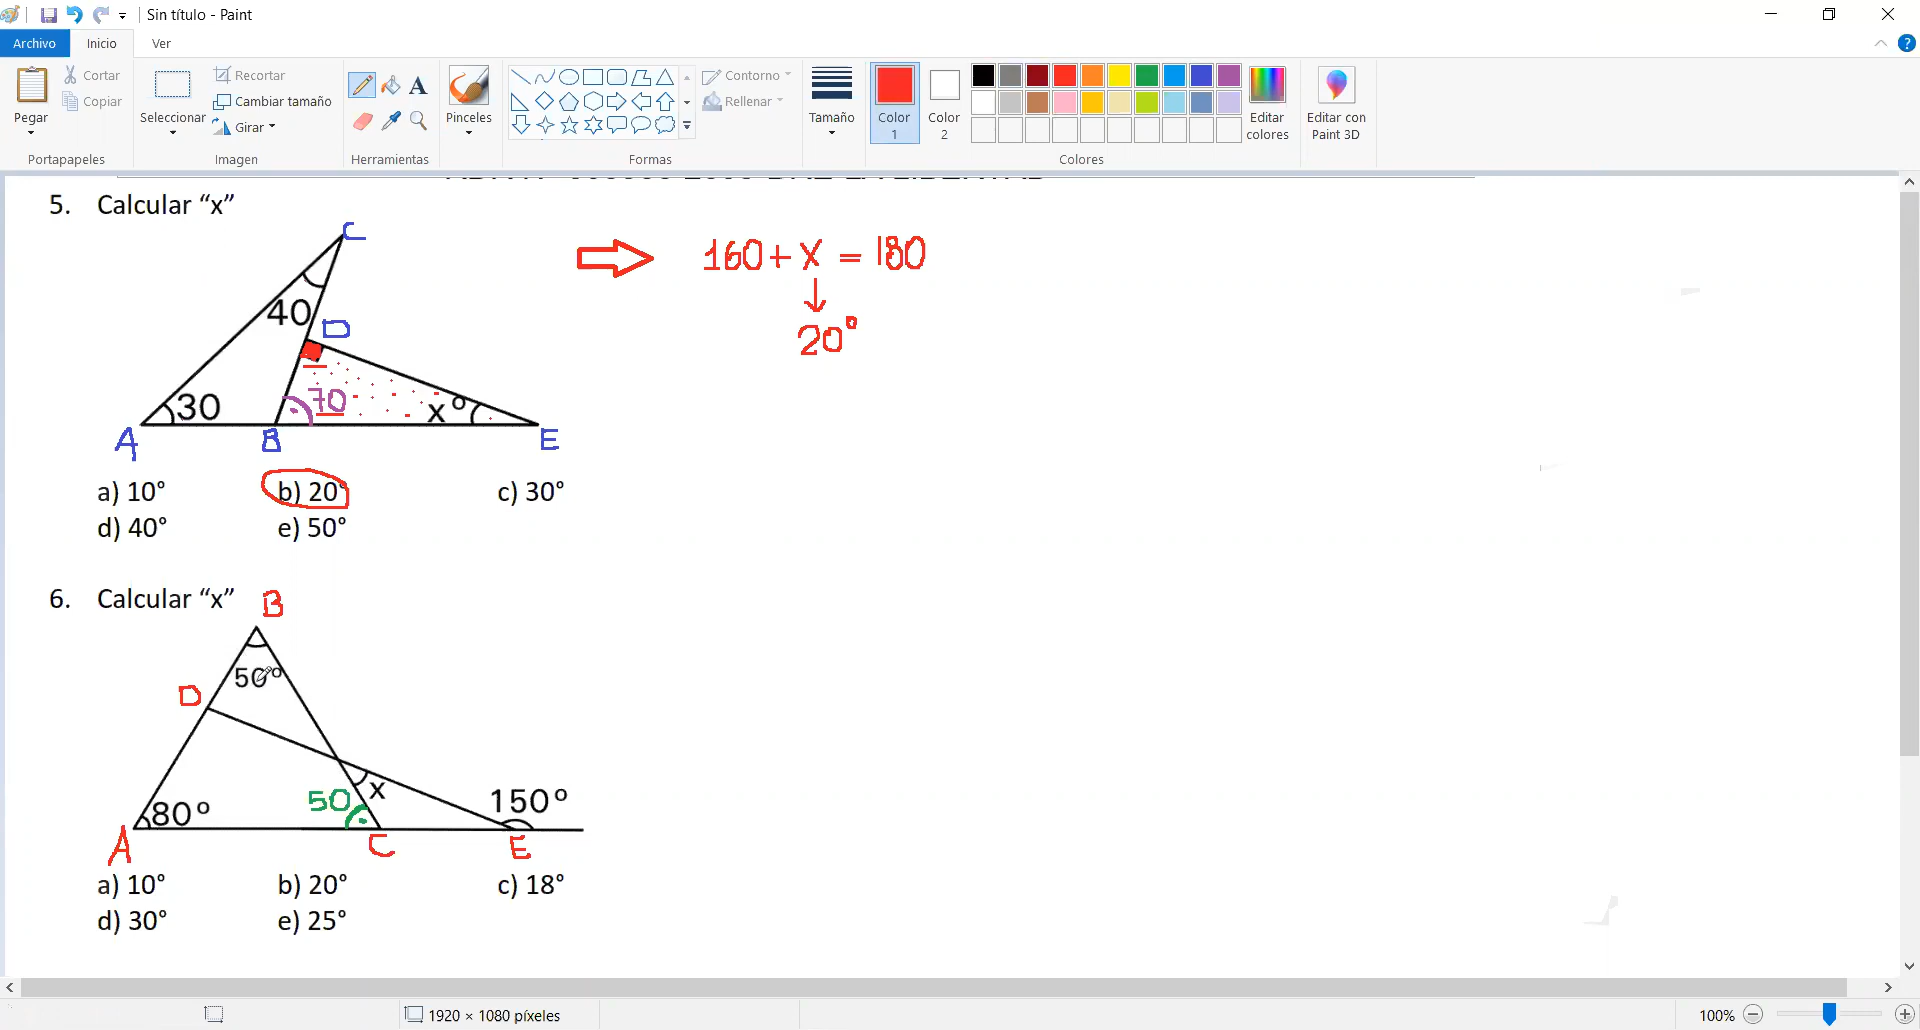 Sin título - Paint
Archivo Inicio Ver
Pegar
Cortar
Copiar
Portapapeles
Seleccionar
Recortar
Cambiar tamaño
Girar
Imagen
A
Herramientas
Pinceles
Contorno
Rellenar
Formas
Tamaño
Color 1
Color 2
Editar colores
Editar con Paint 3D
Colores
5. Calcular “x”
C
40
D
30
70
x°
A B E
160 + X = 180
20°
a) 10° b) 20° c) 30°
d) 40° e) 50°
6. Calcular “x”
B
50°
D
x
80° 50 150°
A C E
a) 10° b) 20° c) 18°
d) 30° e) 25°
1920 × 1080 píxeles
100%